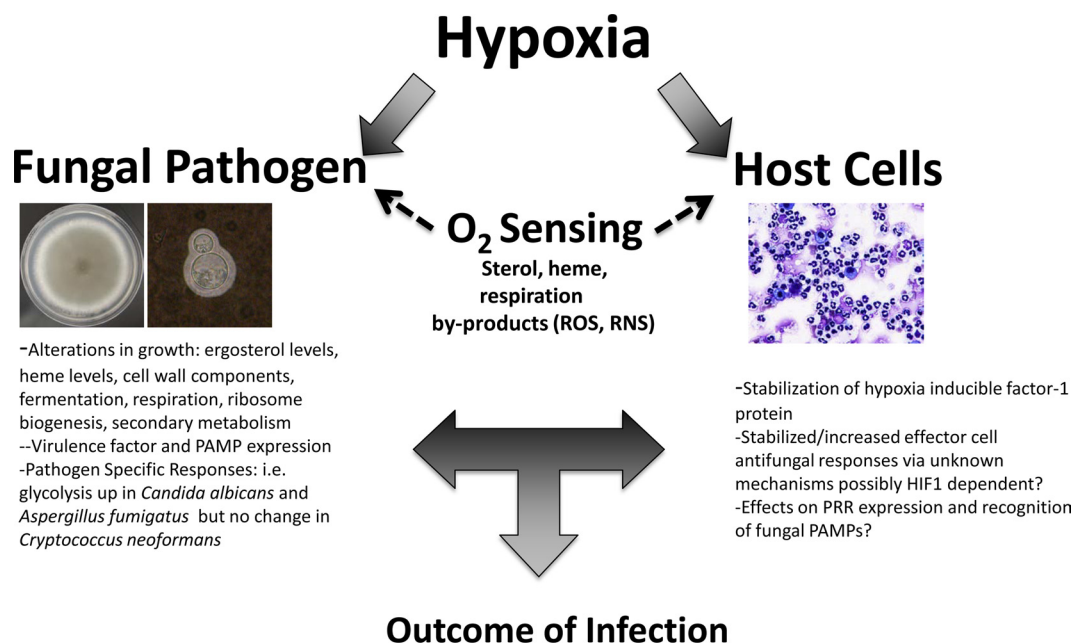 Hypoxia
Fungal Pathogen
Host Cells
O2 Sensing
Sterol, heme,
respiration
by-products (ROS, RNS)
-Alterations in growth: ergosterol levels,
heme levels, cell wall components,
fermentation, respiration, ribosome
biogenesis, secondary metabolism
--Virulence factor and PAMP expression
-Pathogen Specific Responses: i.e.
glycolysis up in Candida albicans and
Aspergillus fumigatus but no change in
Cryptococcus neoformans
-Stabilization of hypoxia inducible factor-1
protein
-Stabilized/increased effector cell
antifungal responses via unknown
mechanisms possibly HIF1 dependent?
-Effects on PRR expression and recognition
of fungal PAMPs?
Outcome of Infection